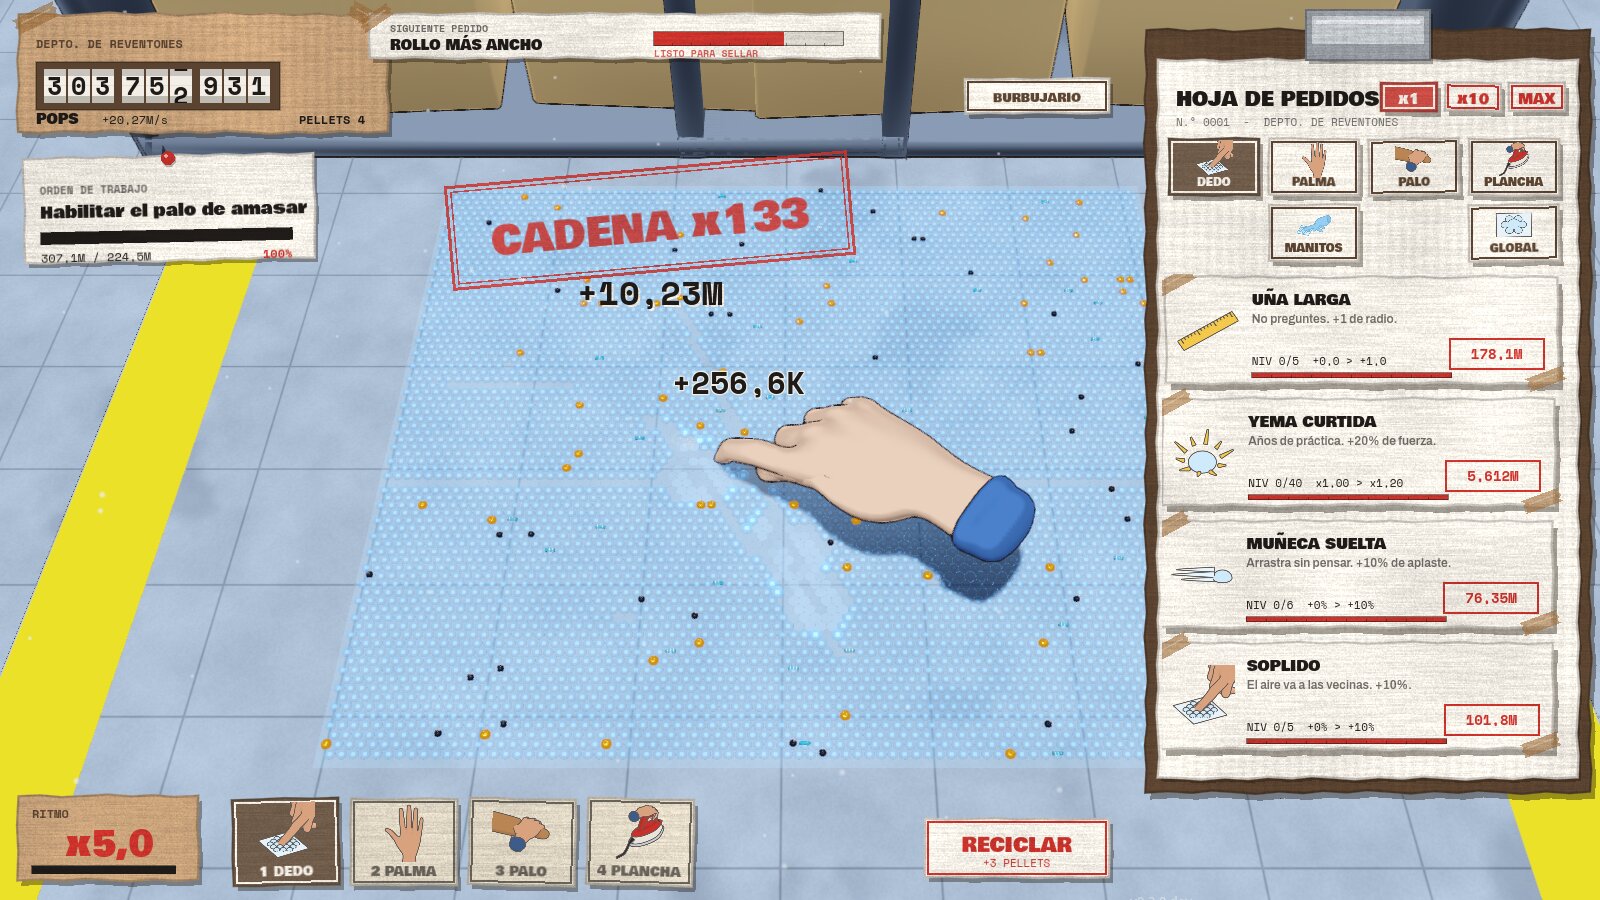 DEPTO. DE REVENTONES
303 752 931
POPS +20,27M/s PELLETS 4
SIGUIENTE PEDIDO
ROLLO MÁS ANCHO
LISTO PARA SELLAR
BURBUJARIO
ORDEN DE TRABAJO
Habilitar el palo de amasar
307,1M / 224,5M 100%
CADENA x133
+10,23M
+256,6K
HOJA DE PEDIDOS x1 x10 MAX
N.° 0001 - DEPTO. DE REVENTONES
DEDO PALMA PALO PLANCHA
MANITOS GLOBAL
UÑA LARGA
No preguntes. +1 de radio.
NIV 0/5 +0,0 > +1,0 178,1M
YEMA CURTIDA
Años de práctica. +20% de fuerza.
NIV 0/40 x1,00 > x1,20 5,612M
MUÑECA SUELTA
Arrastra sin pensar. +10% de aplaste.
NIV 0/6 +0% > +10% 76,35M
SOPLIDO
El aire va a las vecinas. +10%.
NIV 0/5 +0% > +10% 101,8M
RITMO
x5,0
1 DEDO 2 PALMA 3 PALO 4 PLANCHA
RECICLAR
+3 PELLETS